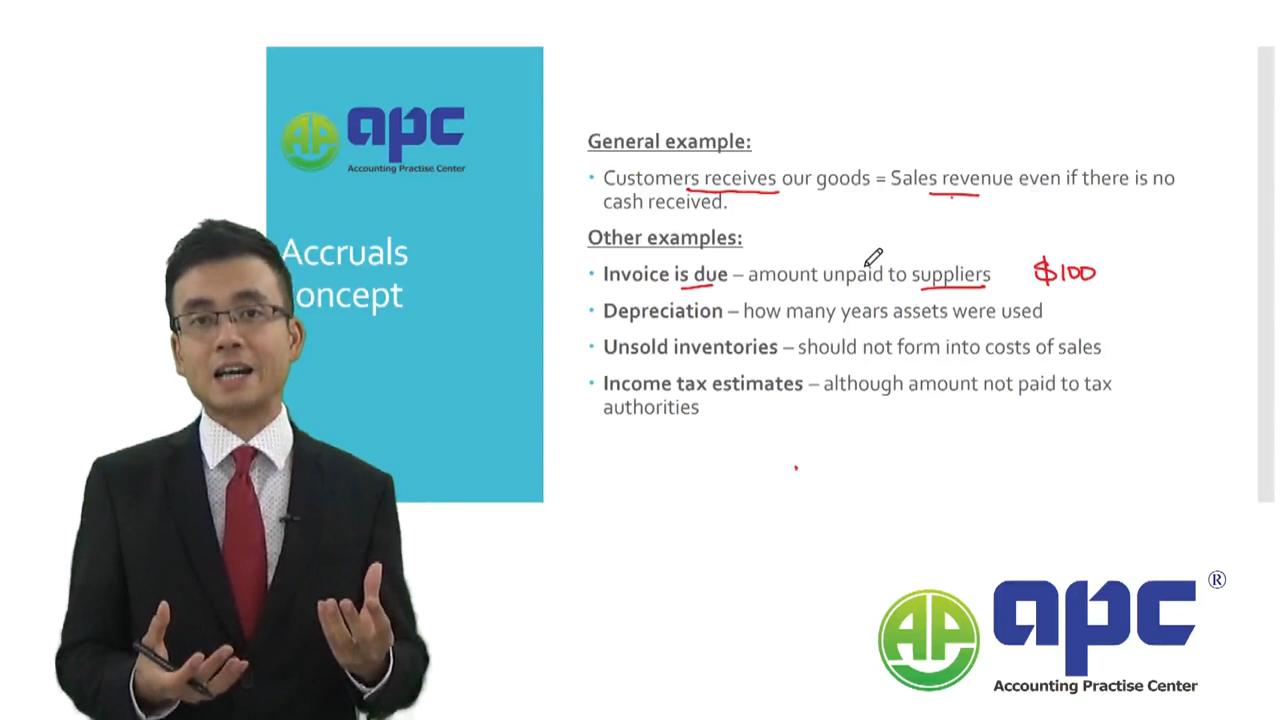 apc
Accounting Practise Center
Accruals
oncept
General example:
• Customers receives our goods = Sales revenue even if there is no
cash received.
Other examples:
• Invoice is due – amount unpaid to suppliers $100
• Depreciation – how many years assets were used
• Unsold inventories – should not form into costs of sales
• Income tax estimates – although amount not paid to tax
authorities
AP apc ®
Accounting Practise Center